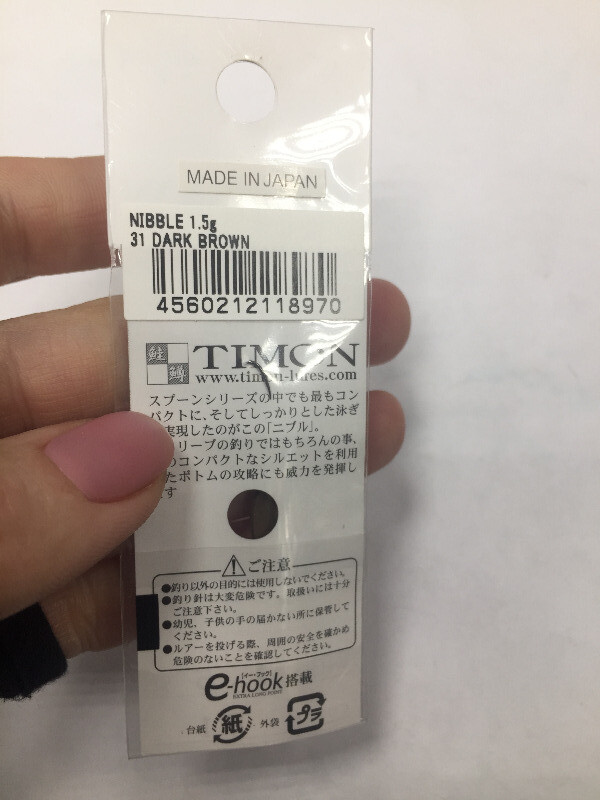 MADE IN JAPAN
NIBBLE 1.5g
31 DARK BROWN
4560212118970
鮭
鱒
TIMON
www.timon-lures.com
スプーンシリーズの中でも最もコン
パクトに、そしてしっかりとした泳ぎ
実現したのがこの「ニブル」。
リーブの釣りではもちろんの事、
のコンパクトなシルエットを利用
たボトムの攻略にも威力を発揮し
す
ご注意
●釣り以外の目的には使用しないでください。
●釣り針は大変危険です。取扱いには十分
ご注意下さい。
●幼児、子供の手の届かない所に保管して
ください。
●ルアーを投げる際、周囲の安全を確かめ
危険のないことを確認してください。
[イー・フック]
e-hook搭載
EXTRA LONG POINT
台紙 紙 外袋 プラ